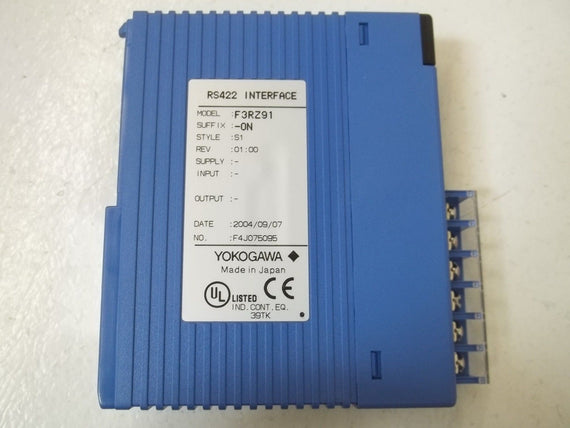 RS422 INTERFACE
MODEL :F3RZ91
SUFFIX :-0N
STYLE :S1
REV :01:00
SUPPLY :-
INPUT :-
OUTPUT :-
DATE :2004/09/07
NO. :F4J075095
YOKOGAWA ◆
Made in Japan
UL LISTED CE
IND.CONT.EQ.
39TK